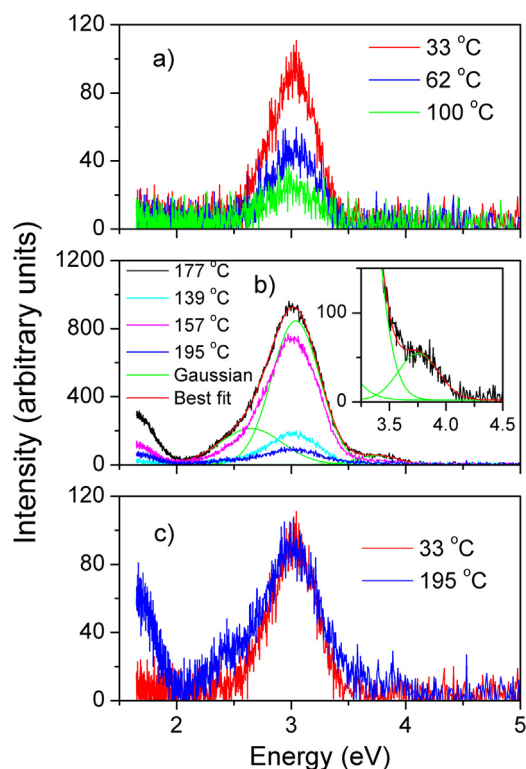 Intensity (arbitrary units)
120
80
40
0
a)
33 °C
62 °C
100 °C
1200
800
400
0
177 °C
139 °C
157 °C
195 °C
Gaussian
Best fit
b)
100
0
3.5 4.0 4.5
120
80
40
0
c)
33 °C
195 °C
2 3 4 5
Energy (eV)